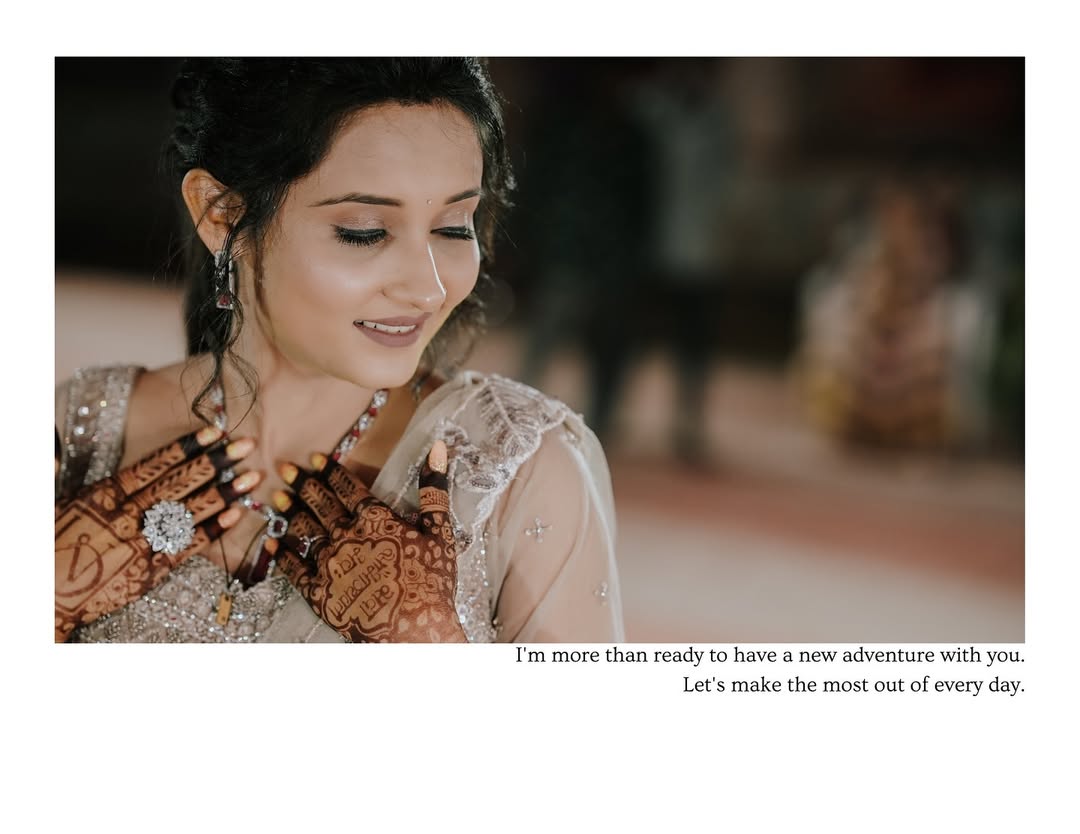 I'm more than ready to have a new adventure with you.
Let's make the most out of every day.